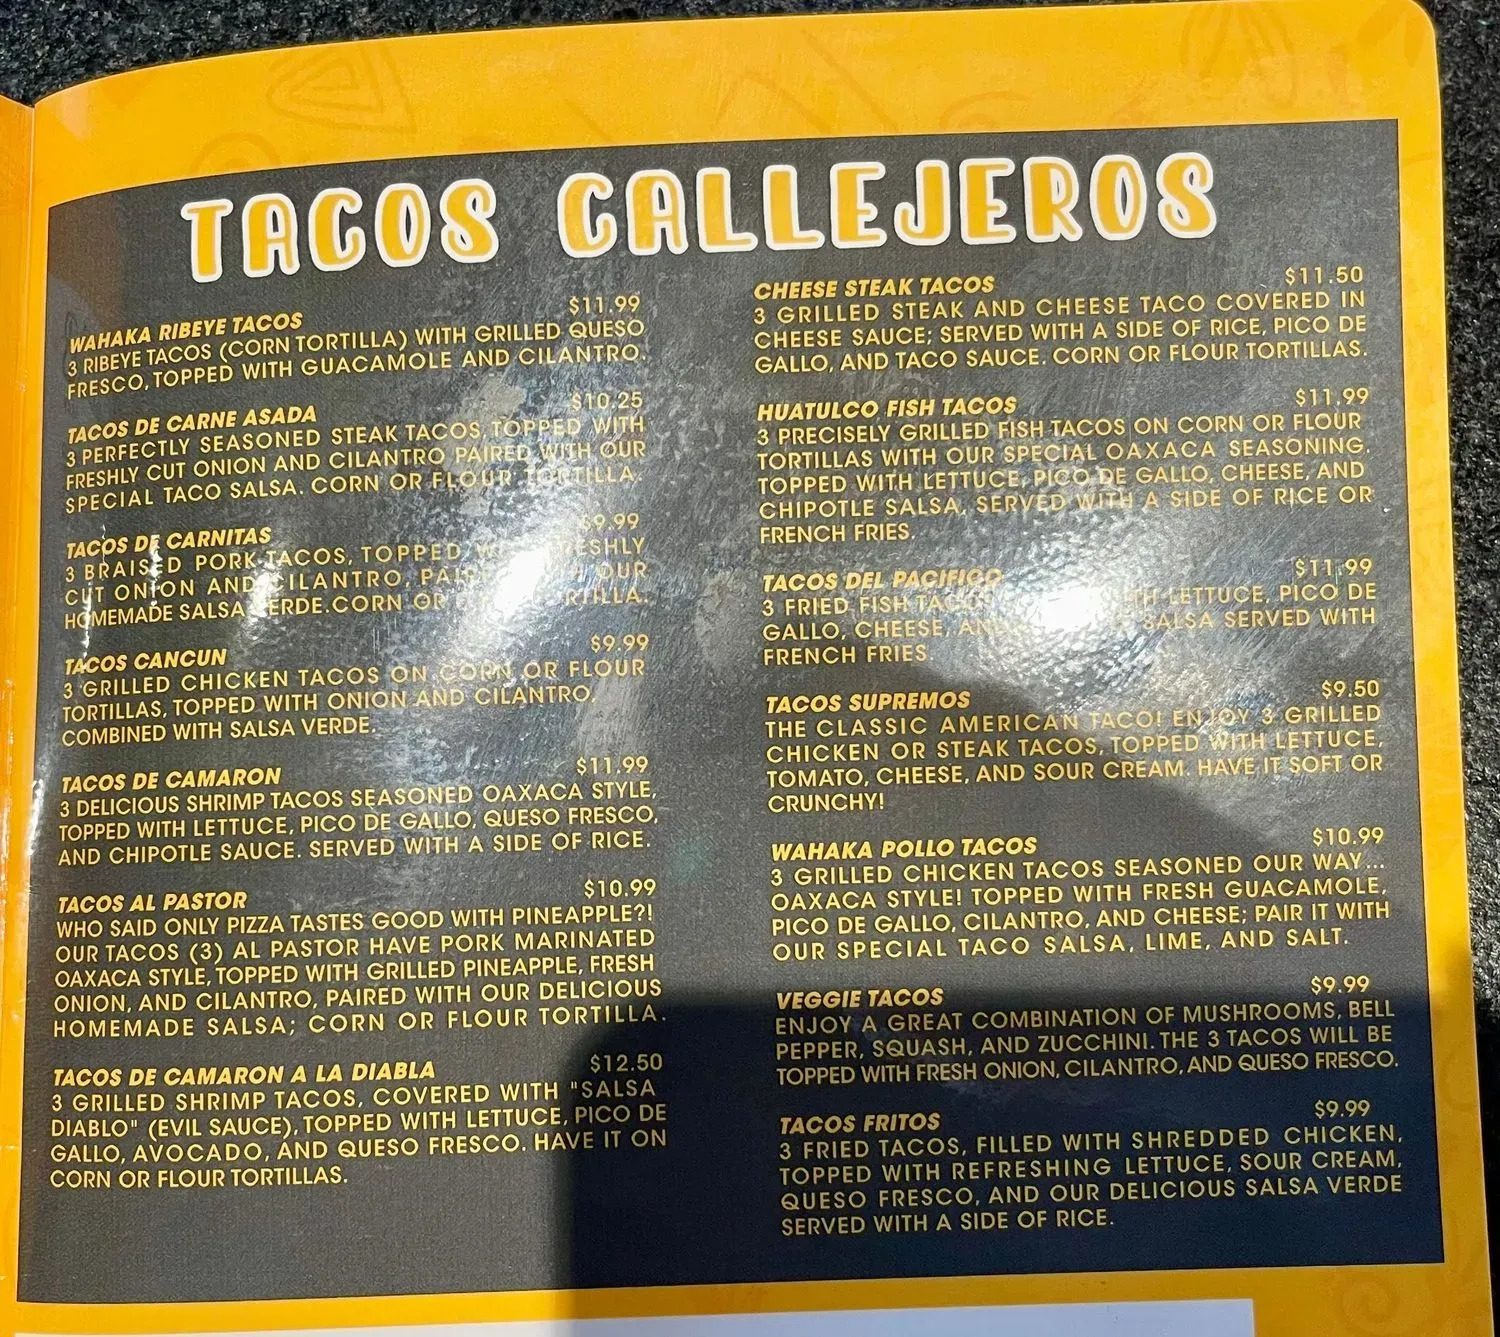 TACOS CALLEJEROS
WAHAKA RIBEYE TACOS $11.99
3 RIBEYE TACOS (CORN TORTILLA) WITH GRILLED QUESO
FRESCO, TOPPED WITH GUACAMOLE AND CILANTRO.
TACOS DE CARNE ASADA $10.25
3 PERFECTLY SEASONED STEAK TACOS, TOPPED WITH
FRESHLY CUT ONION AND CILANTRO PAIRED WITH OUR
SPECIAL TACO SALSA. CORN OR FLOUR TORTILLA.
TACOS DE CARNITAS $9.99
3 BRAISED PORK TACOS, TOPPED
CUT ONION AND CILANTRO, OUR
HOMEMADE SALSA VERDE. CORN OR
TACOS CANCUN $9.99
3 GRILLED CHICKEN TACOS ON CORN OR FLOUR
TORTILLAS, TOPPED WITH ONION AND CILANTRO,
COMBINED WITH SALSA VERDE.
TACOS DE CAMARON $11.99
3 DELICIOUS SHRIMP TACOS SEASONED OAXACA STYLE,
TOPPED WITH LETTUCE, PICO DE GALLO, QUESO FRESCO,
AND CHIPOTLE SAUCE. SERVED WITH A SIDE OF RICE.
TACOS AL PASTOR $10.99
WHO SAID ONLY PIZZA TASTES GOOD WITH PINEAPPLE?!
OUR TACOS (3) AL PASTOR HAVE PORK MARINATED
OAXACA STYLE, TOPPED WITH GRILLED PINEAPPLE, FRESH
ONION, AND CILANTRO, PAIRED WITH OUR DELICIOUS
HOMEMADE SALSA; CORN OR FLOUR TORTILLA.
TACOS DE CAMARON A LA DIABLA $12.50
3 GRILLED SHRIMP TACOS, COVERED WITH "SALSA
DIABLO" (EVIL SAUCE), TOPPED WITH LETTUCE, PICO DE
GALLO, AVOCADO, AND QUESO FRESCO. HAVE IT ON
CORN OR FLOUR TORTILLAS.
CHEESE STEAK TACOS $11.50
3 GRILLED STEAK AND CHEESE TACO COVERED IN
CHEESE SAUCE; SERVED WITH A SIDE OF RICE, PICO DE
GALLO, AND TACO SAUCE. CORN OR FLOUR TORTILLAS.
HUATULCO FISH TACOS $11.99
3 PRECISELY GRILLED FISH TACOS ON CORN OR FLOUR
TORTILLAS WITH OUR SPECIAL OAXACA SEASONING.
TOPPED WITH LETTUCE, PICO DE GALLO, CHEESE, AND
CHIPOTLE SALSA, SERVED WITH A SIDE OF RICE OR
FRENCH FRIES.
TACOS DEL PACIFICO $11.99
3 FRIED FISH TACOS LETTUCE, PICO DE
GALLO, CHEESE, AND SALSA SERVED WITH
FRENCH FRIES
TACOS SUPREMOS $9.50
THE CLASSIC AMERICAN TACO! ENJOY 3 GRILLED
CHICKEN OR STEAK TACOS, TOPPED WITH LETTUCE,
TOMATO, CHEESE, AND SOUR CREAM. HAVE IT SOFT OR
CRUNCHY!
WAHAKA POLLO TACOS $10.99
3 GRILLED CHICKEN TACOS SEASONED OUR WAY...
OAXACA STYLE! TOPPED WITH FRESH GUACAMOLE,
PICO DE GALLO, CILANTRO, AND CHEESE; PAIR IT WITH
OUR SPECIAL TACO SALSA, LIME, AND SALT.
VEGGIE TACOS $9.99
ENJOY A GREAT COMBINATION OF MUSHROOMS, BELL
PEPPER, SQUASH, AND ZUCCHINI. THE 3 TACOS WILL BE
TOPPED WITH FRESH ONION, CILANTRO, AND QUESO FRESCO.
TACOS FRITOS $9.99
3 FRIED TACOS, FILLED WITH SHREDDED CHICKEN,
TOPPED WITH REFRESHING LETTUCE, SOUR CREAM,
QUESO FRESCO, AND OUR DELICIOUS SALSA VERDE
SERVED WITH A SIDE OF RICE.